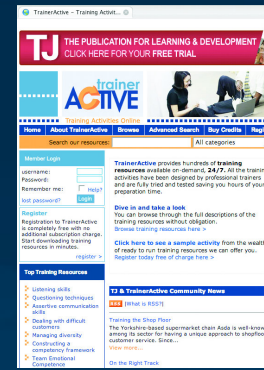 TrainerActive – Training Activit...
TJ THE PUBLICATION FOR LEARNING & DEVELOPMENT
CLICK HERE FOR YOUR FREE TRIAL
trainer
ACTIVE
Training Activities Online
Home About TrainerActive Browse Advanced Search Buy Credits Regi
Search our resources: All categories
Member Login
username:
Password:
Remember me: Help?
lost password? Login
Register
Registration to TrainerActive
is completely free with no
additional subscription charge.
Start downloading training
resources in minutes.
register >
Top Training Resources
Listening skills
Questioning techniques
Assertive communication
skills
Dealing with difficult
customers
Managing diversity
Constructing a
competency framework
Team Emotional
Competence
TrainerActive provides hundreds of training
resources available on-demand, 24/7. All the trainin
activities have been designed by professional trainers
and are fully tried and tested saving you hours of your
preparation time.
Dive in and take a look
You can browse through the full descriptions of the
training resources without obligation.
Browse training resources here >
Click here to see a sample activity from the wealth
of ready to run training resources we can offer you.
Register today free of charge here >
TJ & TrainerActive Community News
RSS [What is RSS?]
Training the Shop Floor
The Yorkshire-based supermarket chain Asda is well-know
among its sector for having a unique approach to shopfloo
customer service. Since...
View more...
On the Right Track